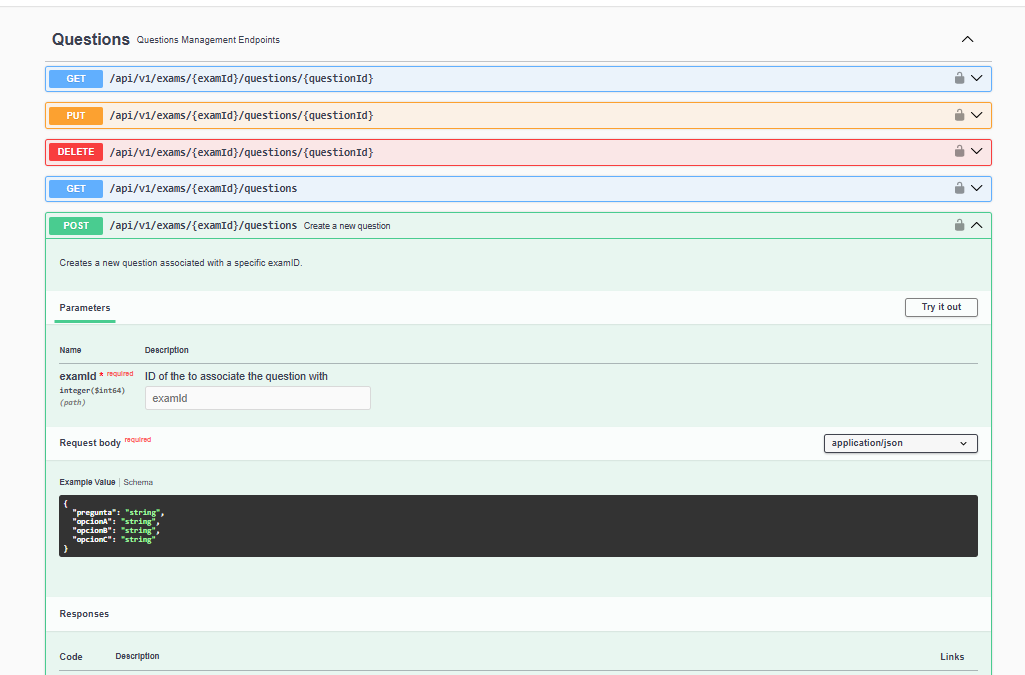 Questions Questions Management Endpoints
GET /api/v1/exams/{examId}/questions/{questionId}
PUT /api/v1/exams/{examId}/questions/{questionId}
DELETE /api/v1/exams/{examId}/questions/{questionId}
GET /api/v1/exams/{examId}/questions
POST /api/v1/exams/{examId}/questions Create a new question
Creates a new question associated with a specific examID.
Parameters Try it out
Name Description
examId * required ID of the to associate the question with
integer($int64) examId
(path)
Request body required application/json
Example Value | Schema
{
"pregunta": "string",
"opcionA": "string",
"opcionB": "string",
"opcionC": "string"
}
Responses
Code Description Links